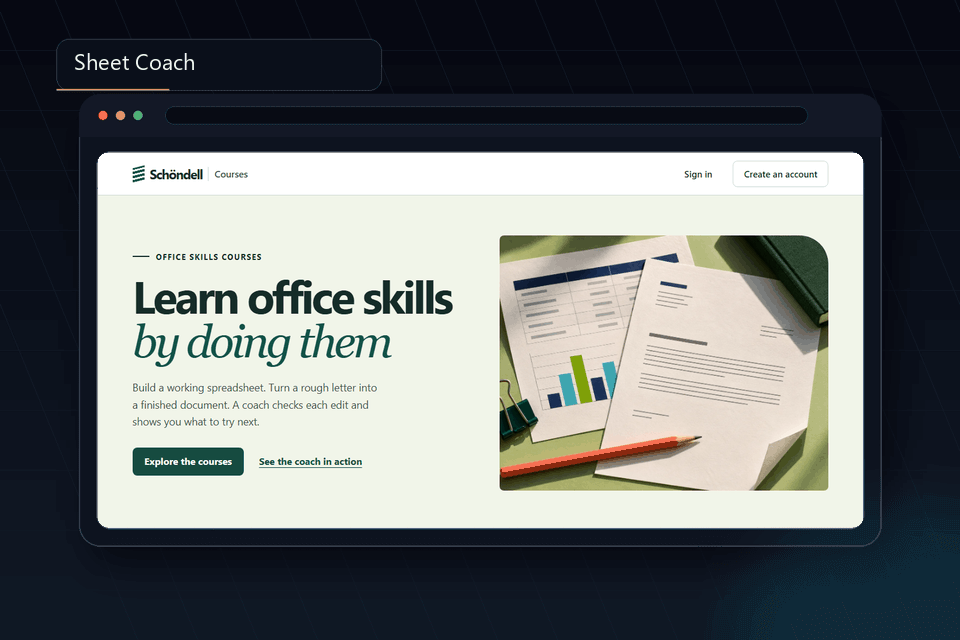 Sheet Coach
Schöndell Courses
Sign in
Create an account
OFFICE SKILLS COURSES
Learn office skills
by doing them
Build a working spreadsheet. Turn a rough letter into
a finished document. A coach checks each edit and
shows you what to try next.
Explore the courses
See the coach in action